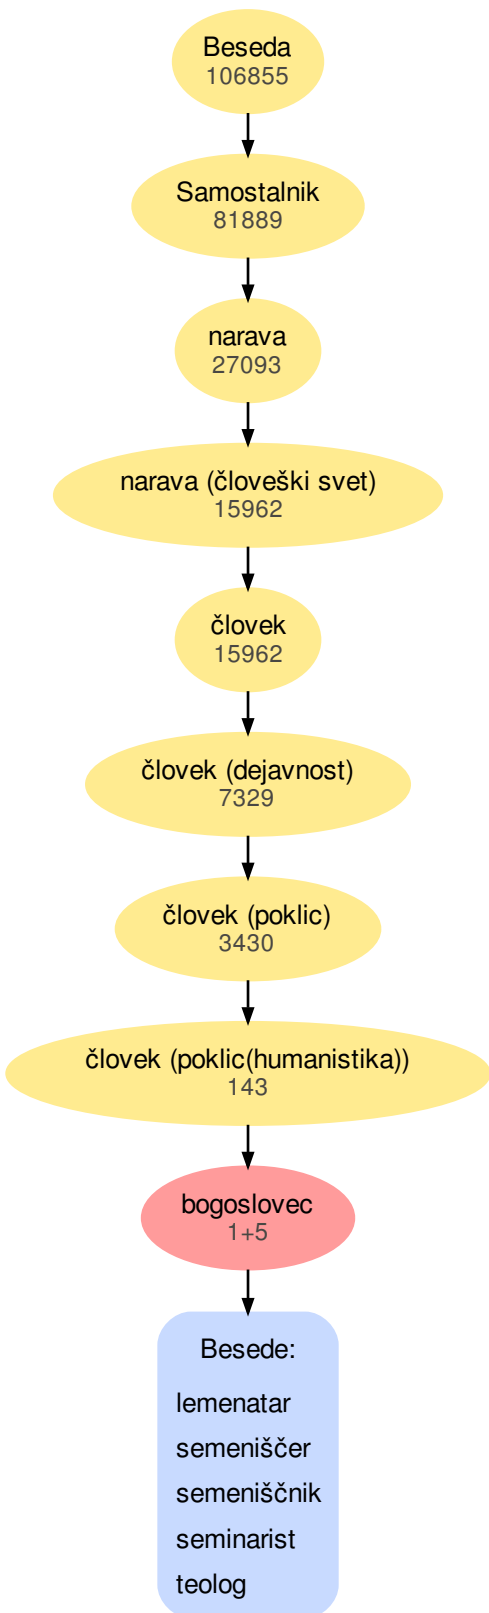 Beseda
106855
Samostalnik
81889
narava
27093
narava (človeški svet)
15962
človek
15962
človek (dejavnost)
7329
človek (poklic)
3430
človek (poklic(humanistika))
143
bogoslovec
1+5
Besede:
lemenatar
semeniščer
semeniščnik
seminarist
teolog